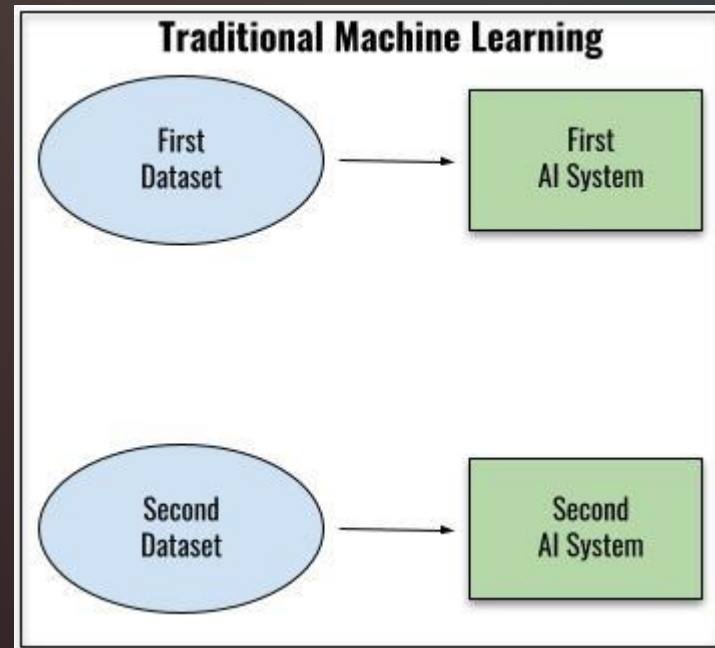 Traditional Machine Learning
First
Dataset
First
AI System
Second
Dataset
Second
AI System